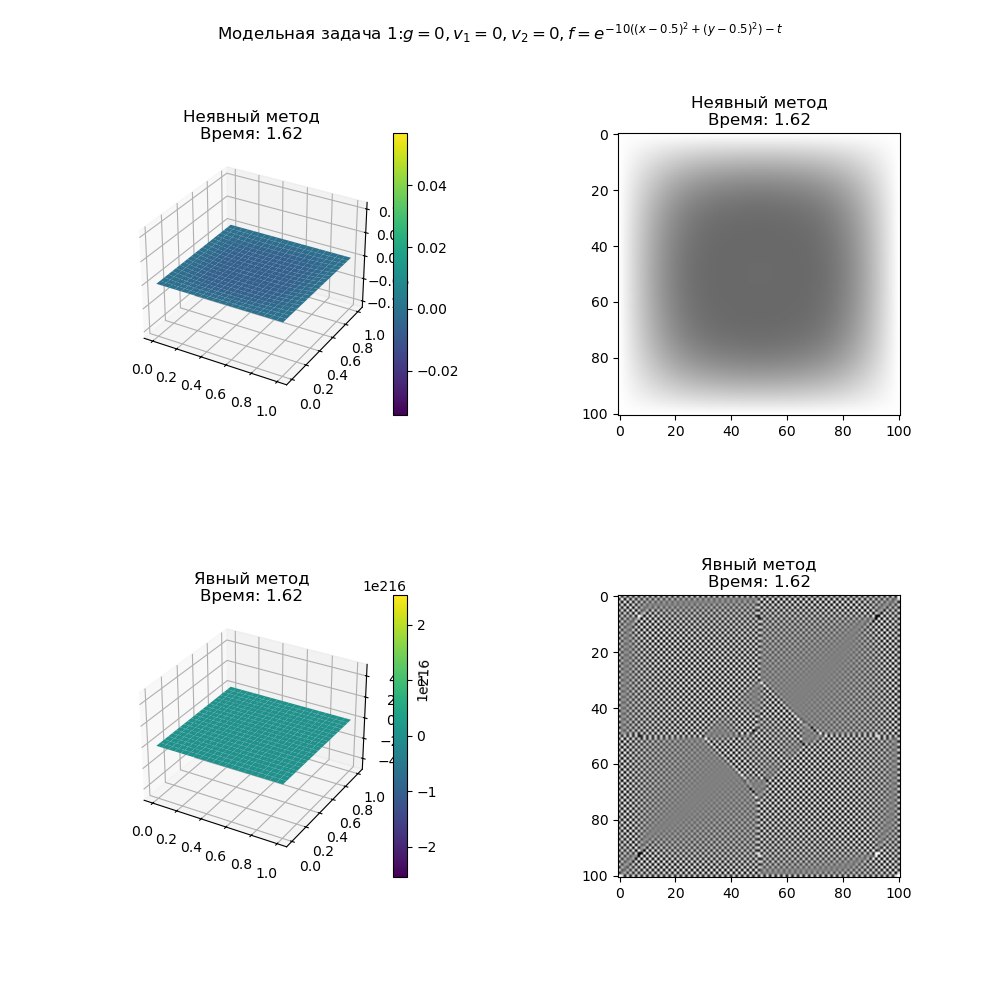 Модельная задача 1:g = 0, v₁ = 0, v₂ = 0, f = e^{−10((x−0.5)²+(y−0.5)²)−t}
Неявный метод
Время: 1.62
0.04
0.02
0.00
−0.02
0.0 0.2 0.4 0.6 0.8 1.0
0.0 0.2 0.4 0.6 0.8 1.0
Неявный метод
Время: 1.62
0
20
40
60
80
100
0 20 40 60 80 100
Явный метод
Время: 1.62
1e216
2
1
0
−1
−2
1e216
0.0 0.2 0.4 0.6 0.8 1.0
0.0 0.2 0.4 0.6 0.8 1.0
Явный метод
Время: 1.62
0
20
40
60
80
100
0 20 40 60 80 100